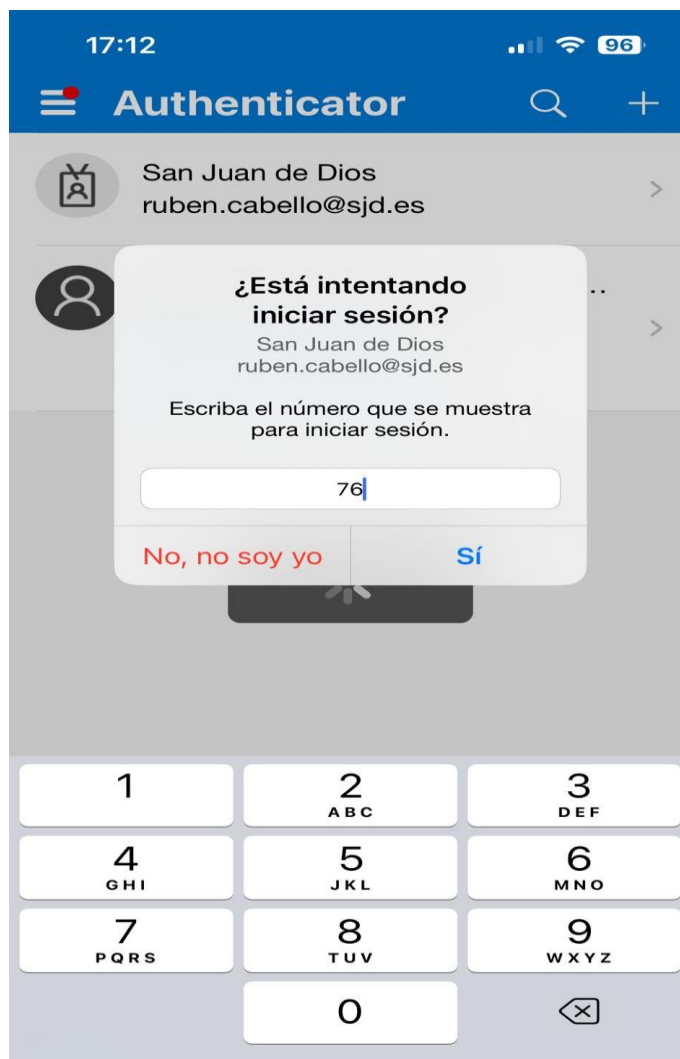 17:12
96
Authenticator
San Juan de Dios
ruben.cabello@sjd.es
..
¿Está intentando
iniciar sesión?
San Juan de Dios
ruben.cabello@sjd.es
Escriba el número que se muestra
para iniciar sesión.
76
No, no soy yo
Sí
1
2
ABC
3
DEF
4
GHI
5
JKL
6
MNO
7
PQRS
8
TUV
9
WXYZ
0